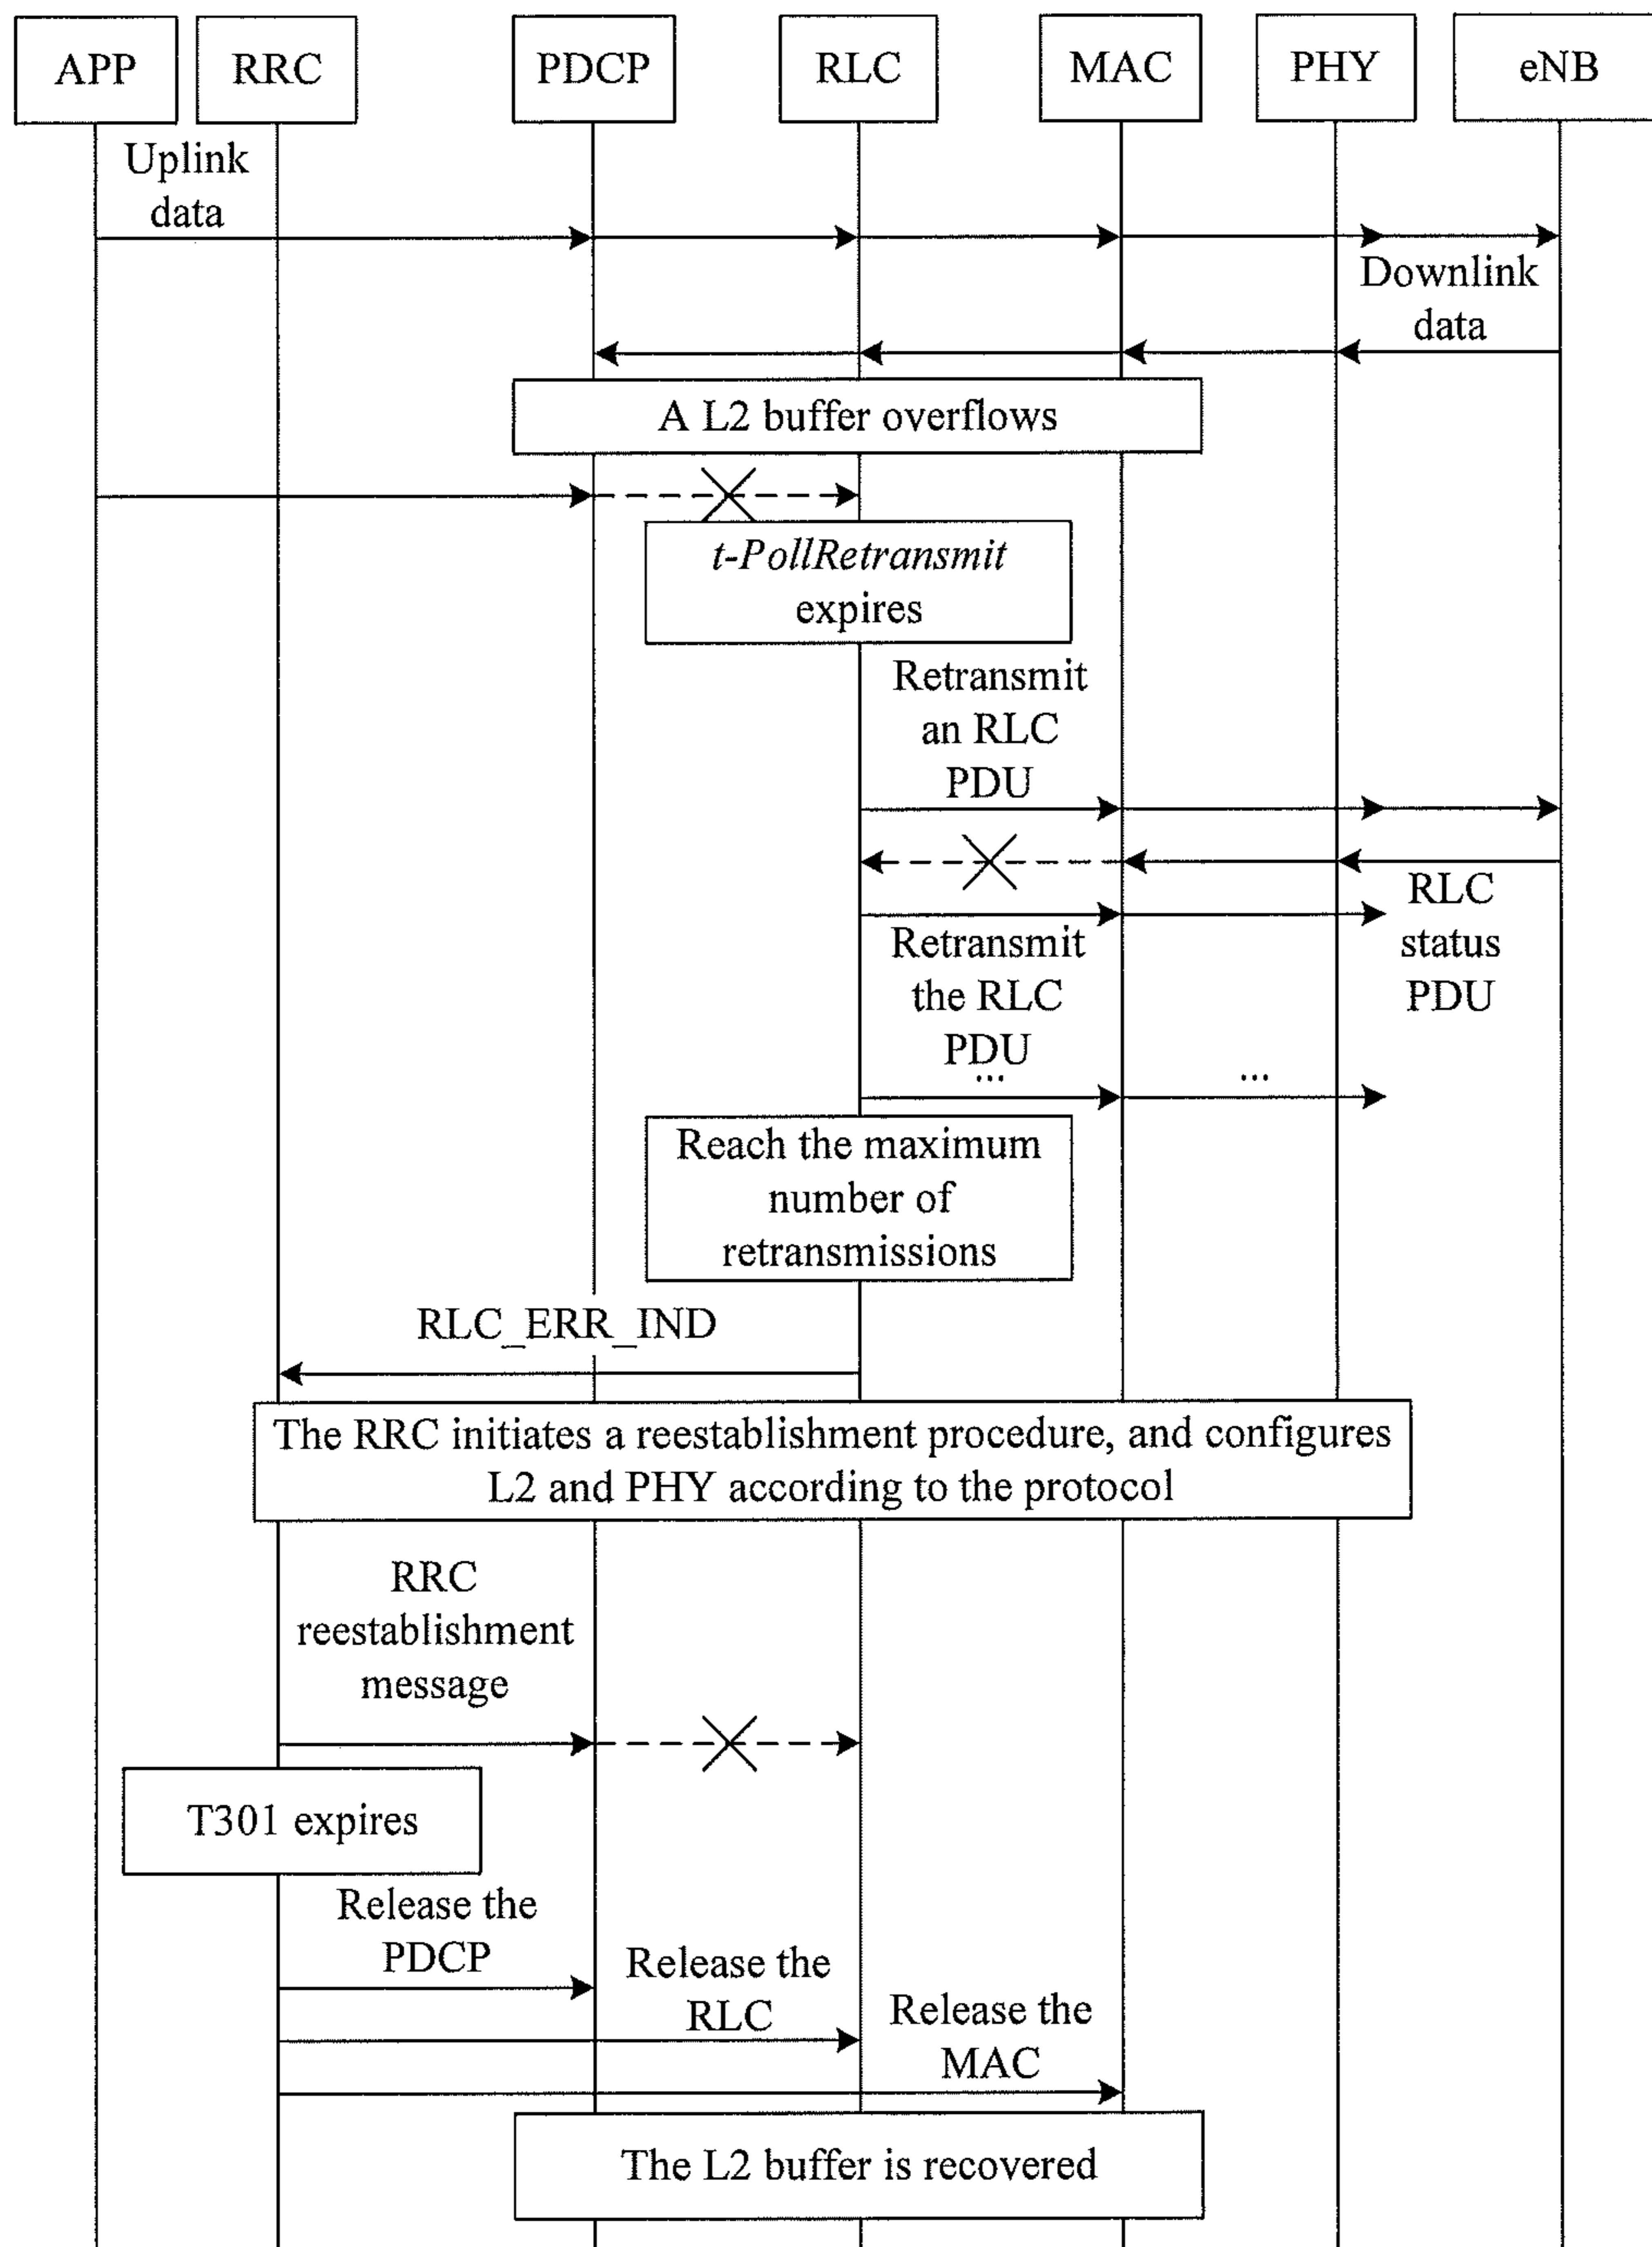 APP RRC PDCP RLC MAC PHY eNB
Uplink
data
Downlink
data
A L2 buffer overflows
t-PollRetransmit
expires
Retransmit
an RLC
PDU
RLC
status
PDU
Retransmit
the RLC
PDU
... ...
Reach the maximum
number of
retransmissions
RLC_ERR_IND
The RRC initiates a reestablishment procedure, and configures
L2 and PHY according to the protocol
RRC
reestablishment
message
T301 expires
Release the
PDCP
Release the
RLC
Release the
MAC
The L2 buffer is recovered